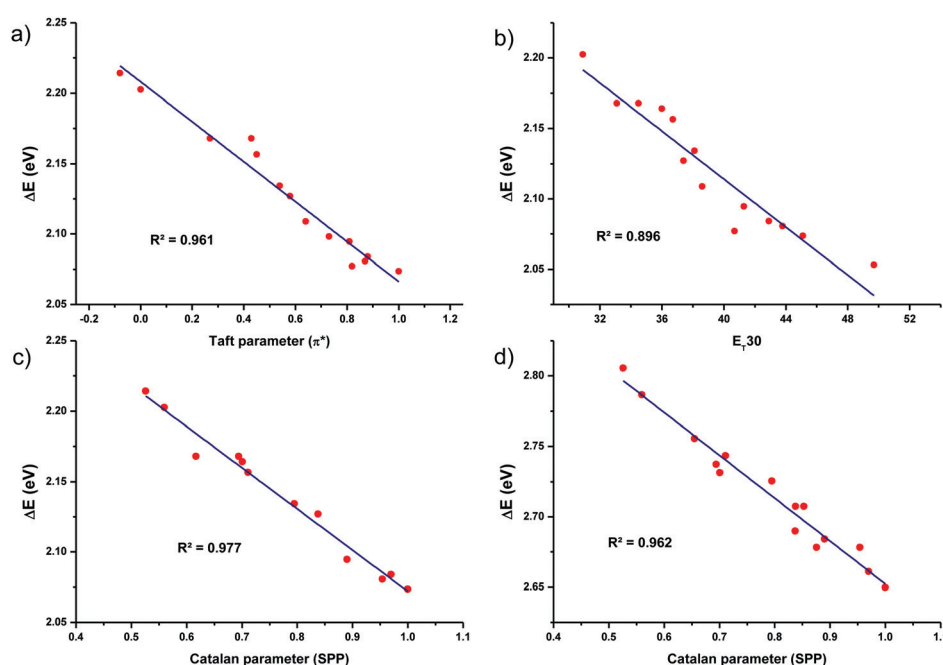 a)
2.25
2.20
2.15
2.10
2.05
ΔE (eV)
R² = 0.961
-0.2 0.0 0.2 0.4 0.6 0.8 1.0 1.2
Taft parameter (π*)
b)
2.20
2.15
2.10
2.05
ΔE (eV)
R² = 0.896
32 36 40 44 48 52
E_T30
c)
2.25
2.20
2.15
2.10
2.05
ΔE (eV)
R² = 0.977
0.4 0.5 0.6 0.7 0.8 0.9 1.0 1.1
Catalan parameter (SPP)
d)
2.80
2.75
2.70
2.65
ΔE (eV)
R² = 0.962
0.4 0.5 0.6 0.7 0.8 0.9 1.0
Catalan parameter (SPP)